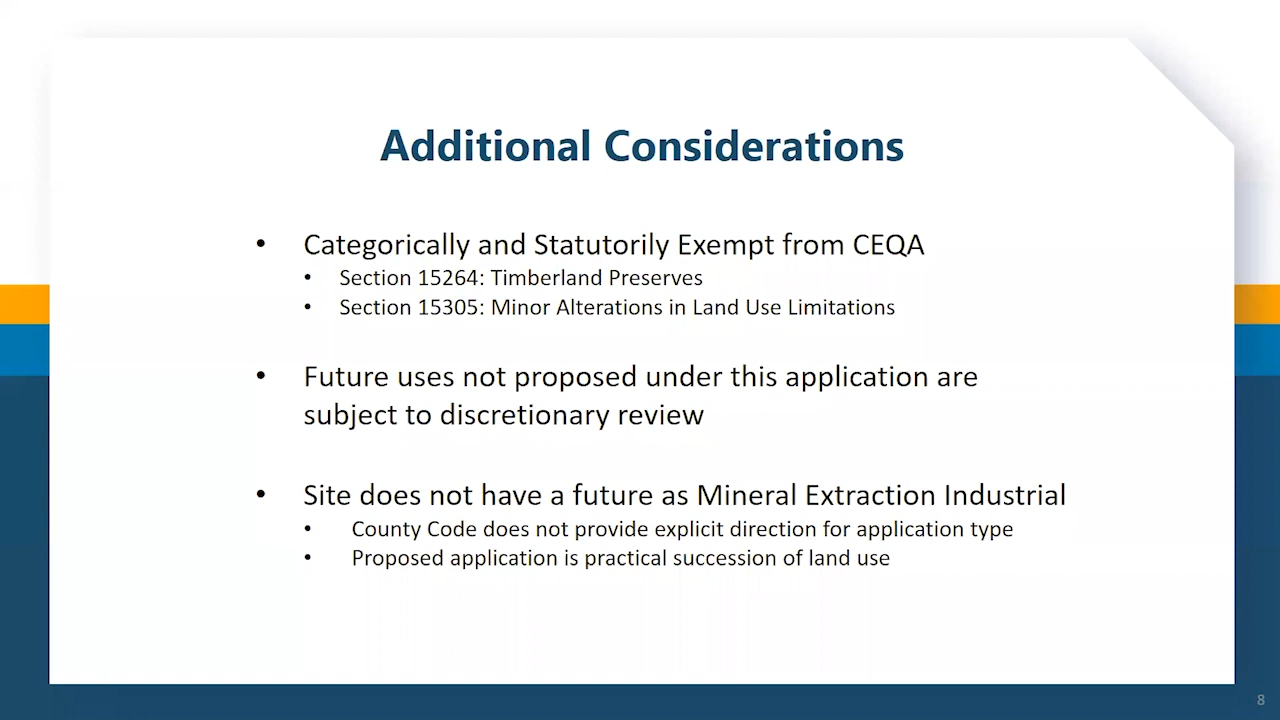 Additional Considerations
• Categorically and Statutorily Exempt from CEQA
• Section 15264: Timberland Preserves
• Section 15305: Minor Alterations in Land Use Limitations
• Future uses not proposed under this application are
subject to discretionary review
• Site does not have a future as Mineral Extraction Industrial
• County Code does not provide explicit direction for application type
• Proposed application is practical succession of land use
8